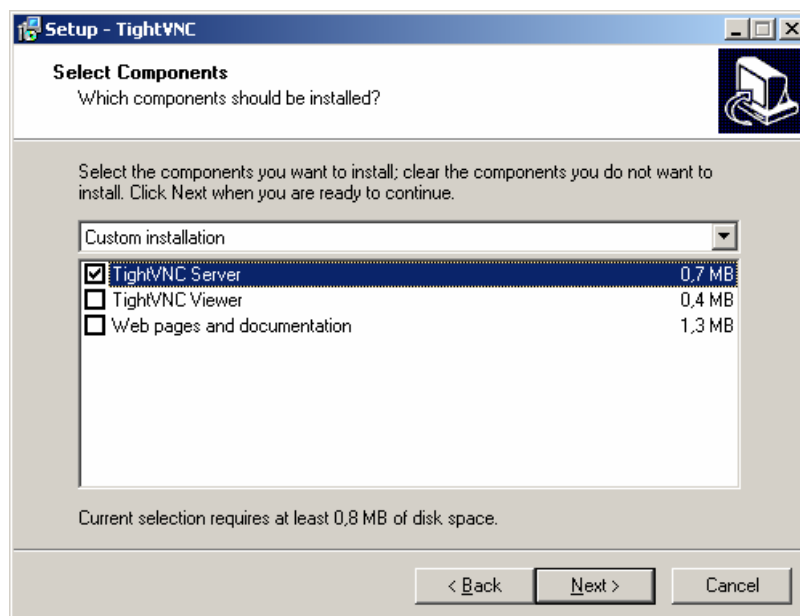 Setup - TightVNC
Select Components
Which components should be installed?
Select the components you want to install; clear the components you do not want to
install. Click Next when you are ready to continue.
Custom installation
TightVNC Server 0,7 MB
TightVNC Viewer 0,4 MB
Web pages and documentation 1,3 MB
Current selection requires at least 0,8 MB of disk space.
< Back Next > Cancel